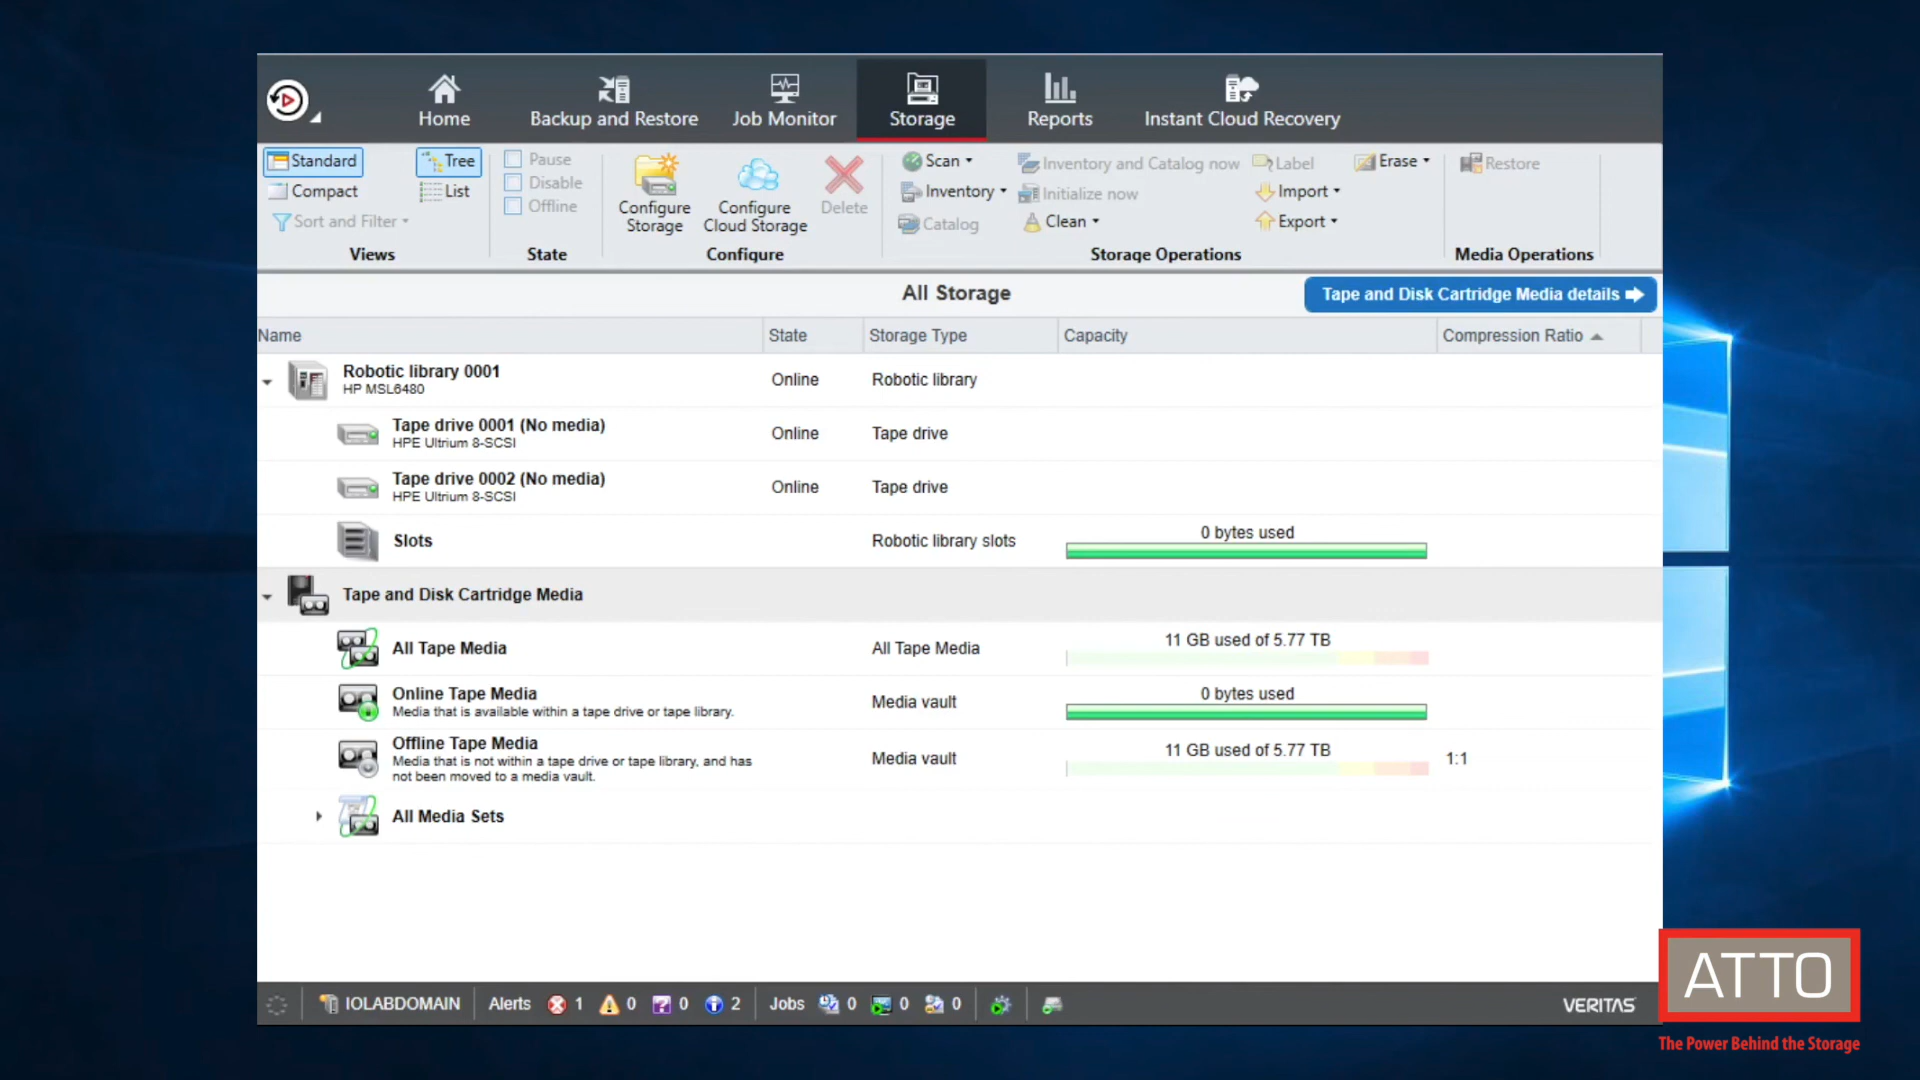 Home
Backup and Restore
Job Monitor
Storage
Reports
Instant Cloud Recovery
Standard
Compact
Sort and Filter
Tree
List
Views
Pause
Disable
Offline
State
Configure
Storage
Configure
Cloud Storage
Delete
Configure
Scan
Inventory
Catalog
Inventory and Catalog now
Initialize now
Clean
Label
Import
Export
Erase
Storage Operations
Restore
Media Operations
All Storage
Tape and Disk Cartridge Media details
Name State Storage Type Capacity Compression Ratio
Robotic library 0001
HP MSL6480
Online Robotic library
Tape drive 0001 (No media)
HPE Ultrium 8-SCSI
Online Tape drive
Tape drive 0002 (No media)
HPE Ultrium 8-SCSI
Online Tape drive
Slots Robotic library slots 0 bytes used
Tape and Disk Cartridge Media
All Tape Media All Tape Media 11 GB used of 5.77 TB
Online Tape Media
Media that is available within a tape drive or tape library.
Media vault 0 bytes used
Offline Tape Media
Media that is not within a tape drive or tape library, and has
not been moved to a media vault.
Media vault 11 GB used of 5.77 TB 1:1
All Media Sets
IOLABDOMAIN Alerts 1 0 0 2 Jobs 0 0 0 VERITAS
ATTO
The Power Behind the Storage